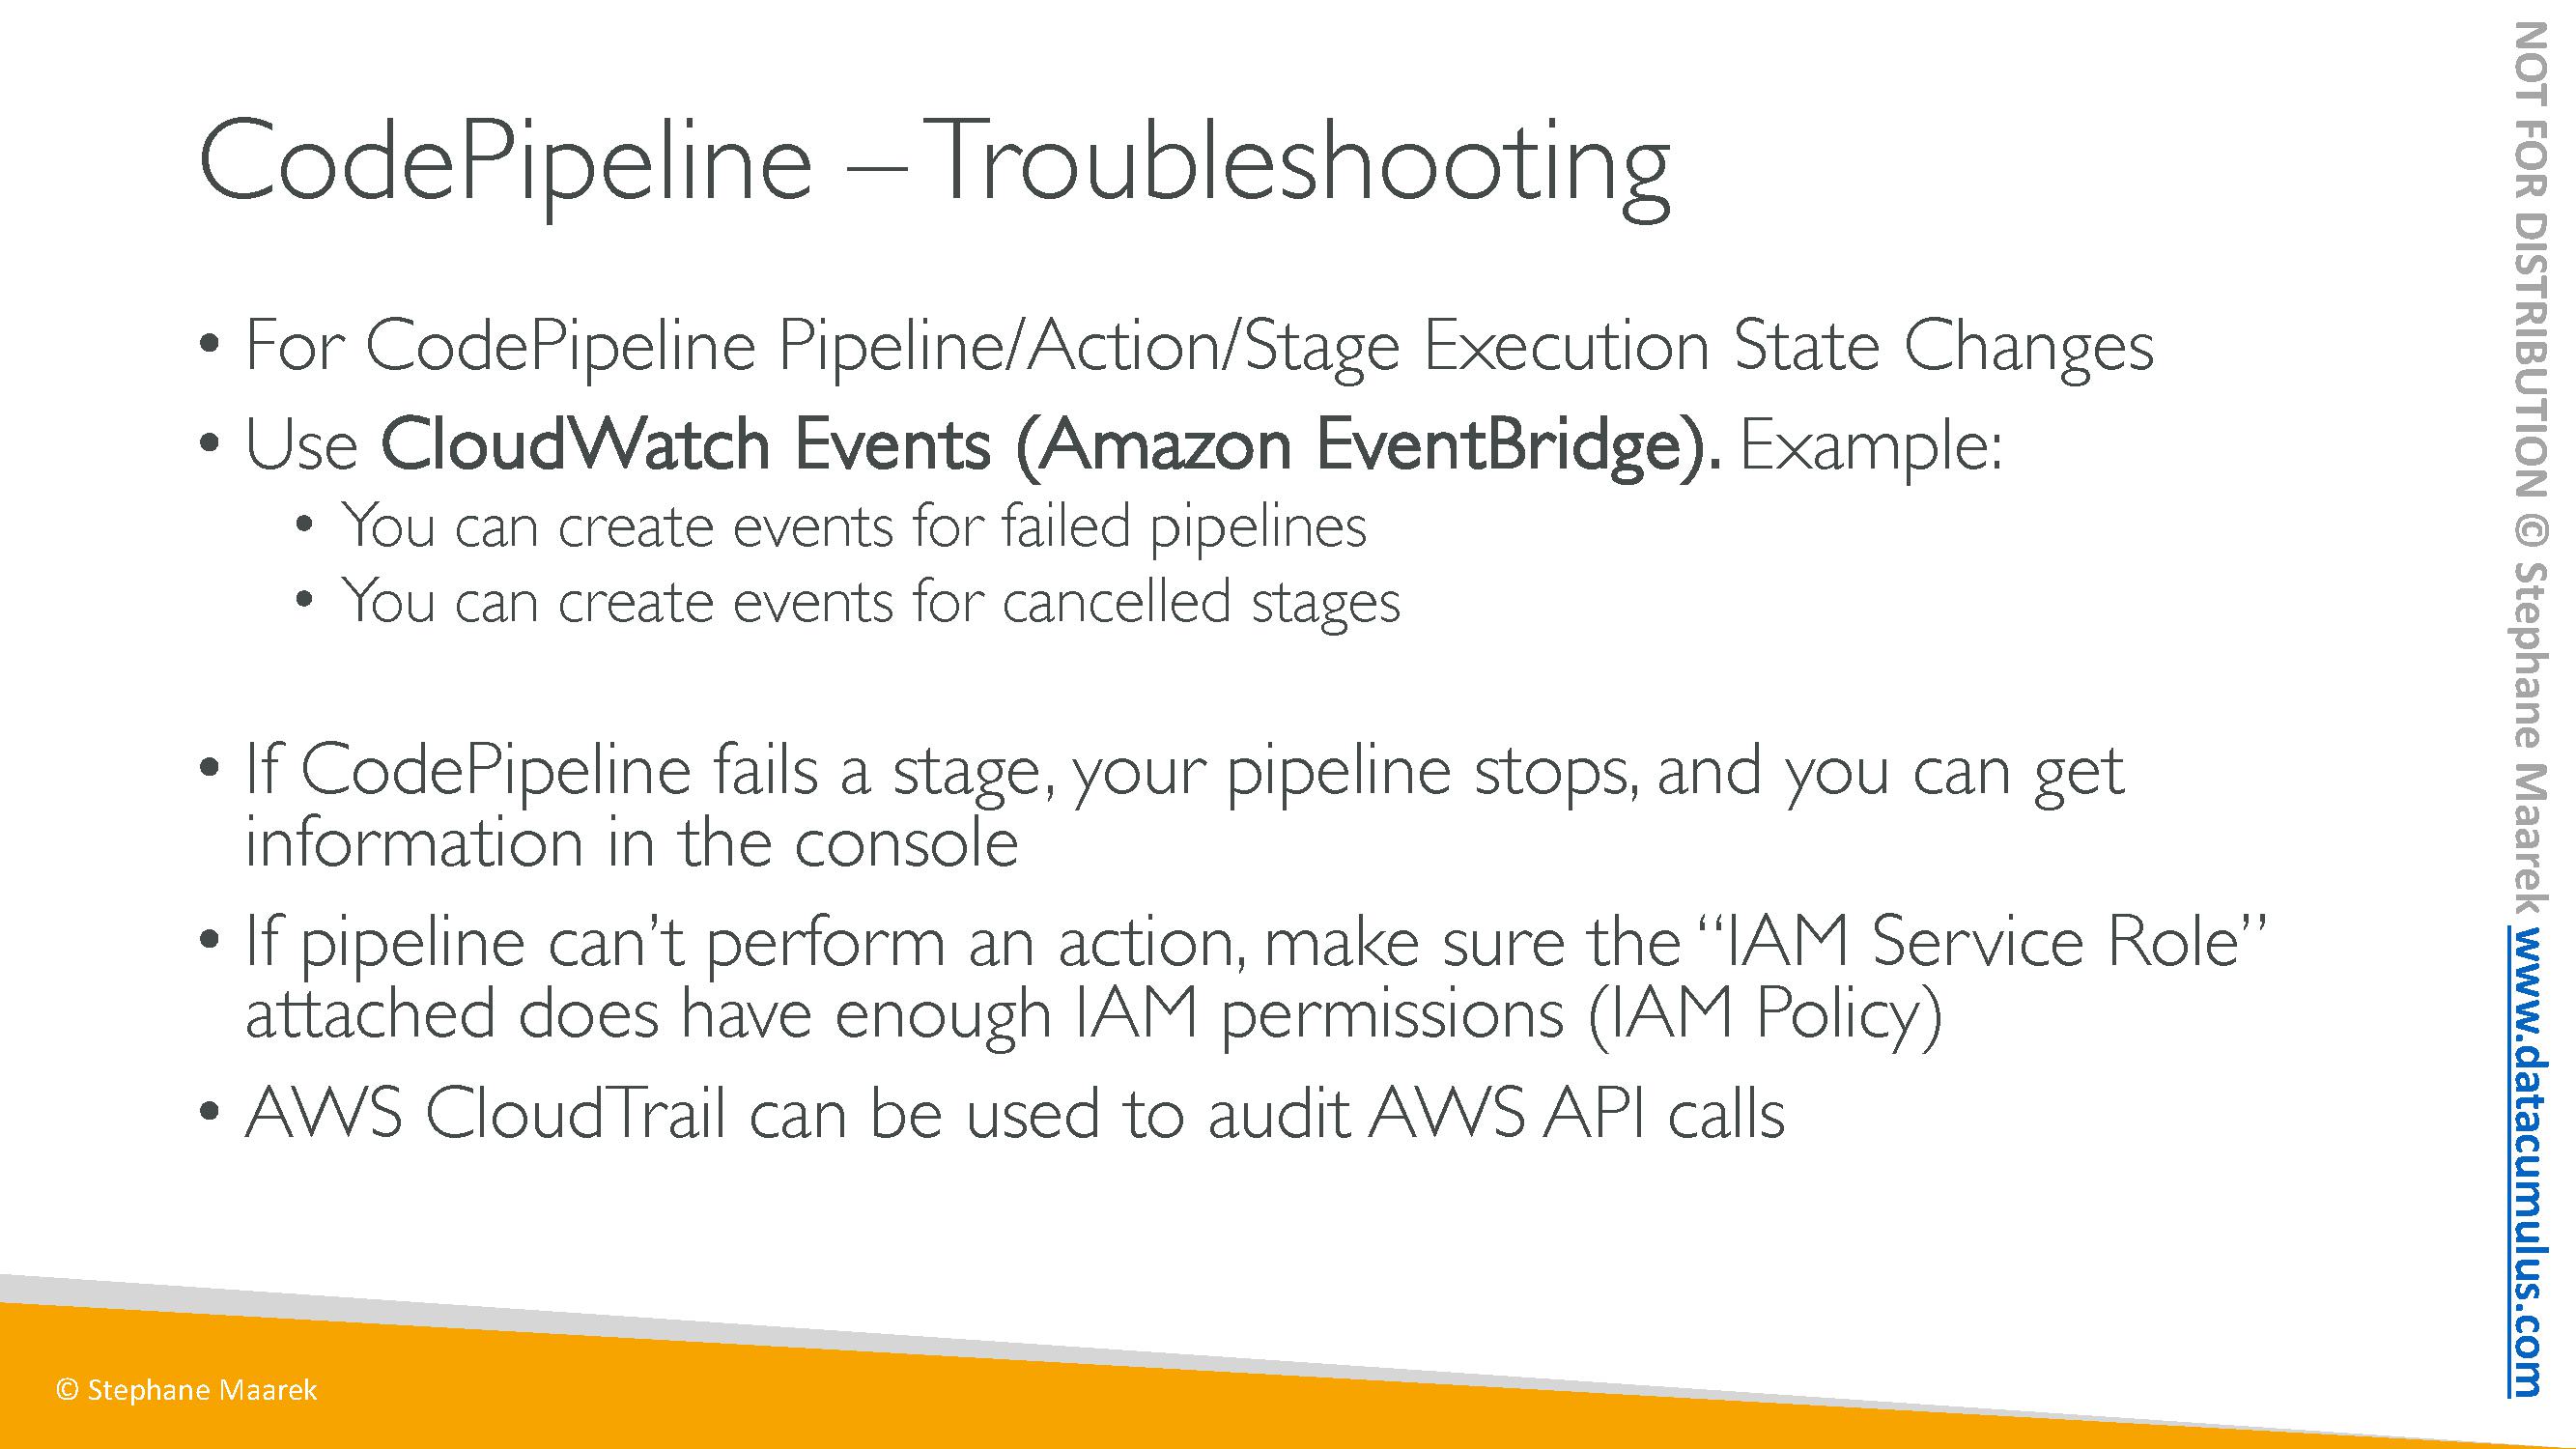 CodePipeline – Troubleshooting
• For CodePipeline Pipeline/Action/Stage Execution State Changes
• Use CloudWatch Events (Amazon EventBridge). Example:
• You can create events for failed pipelines
• You can create events for cancelled stages
• If CodePipeline fails a stage, your pipeline stops, and you can get
information in the console
• If pipeline can’t perform an action, make sure the “IAM Service Role”
attached does have enough IAM permissions (IAM Policy)
• AWS CloudTrail can be used to audit AWS API calls
© Stephane Maarek
NOT FOR DISTRIBUTION © Stephane Maarek www.datacumulus.com